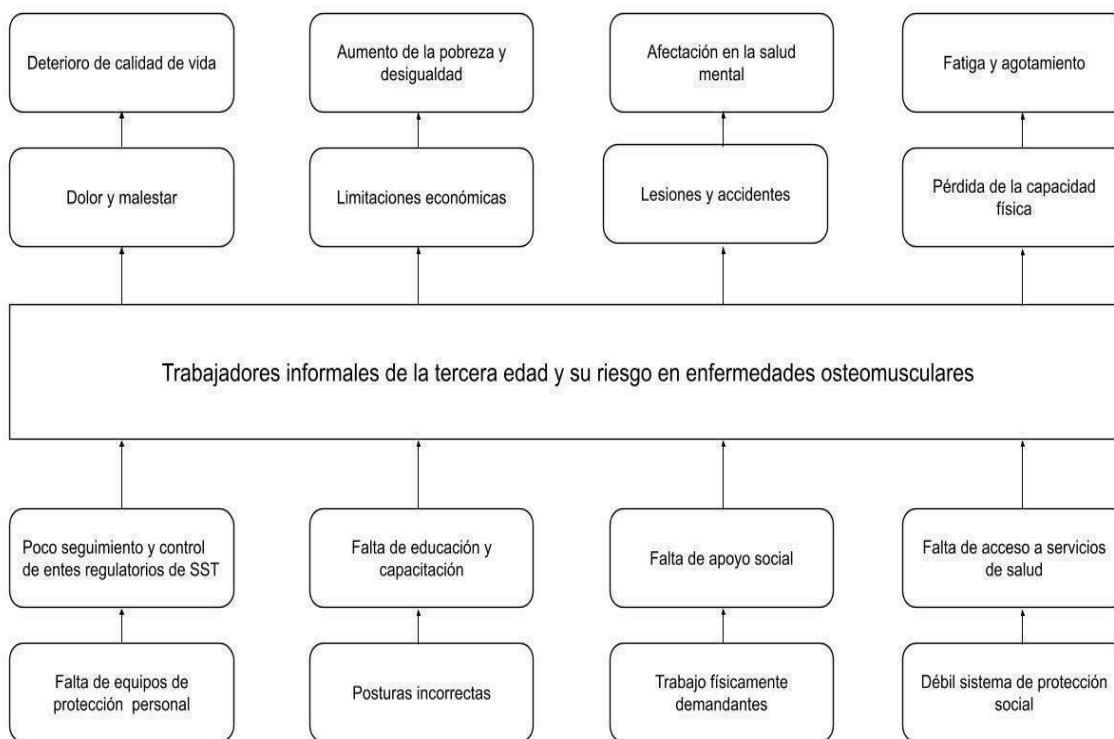 Deterioro de calidad de vida
Aumento de la pobreza y
desigualdad
Afectación en la salud
mental
Fatiga y agotamiento
Dolor y malestar
Limitaciones económicas
Lesiones y accidentes
Pérdida de la capacidad
física
Trabajadores informales de la tercera edad y su riesgo en enfermedades osteomusculares
Poco seguimiento y control
de entes regulatorios de SST
Falta de educación y
capacitación
Falta de apoyo social
Falta de acceso a servicios
de salud
Falta de equipos de
protección personal
Posturas incorrectas
Trabajo físicamente
demandantes
Débil sistema de protección
social